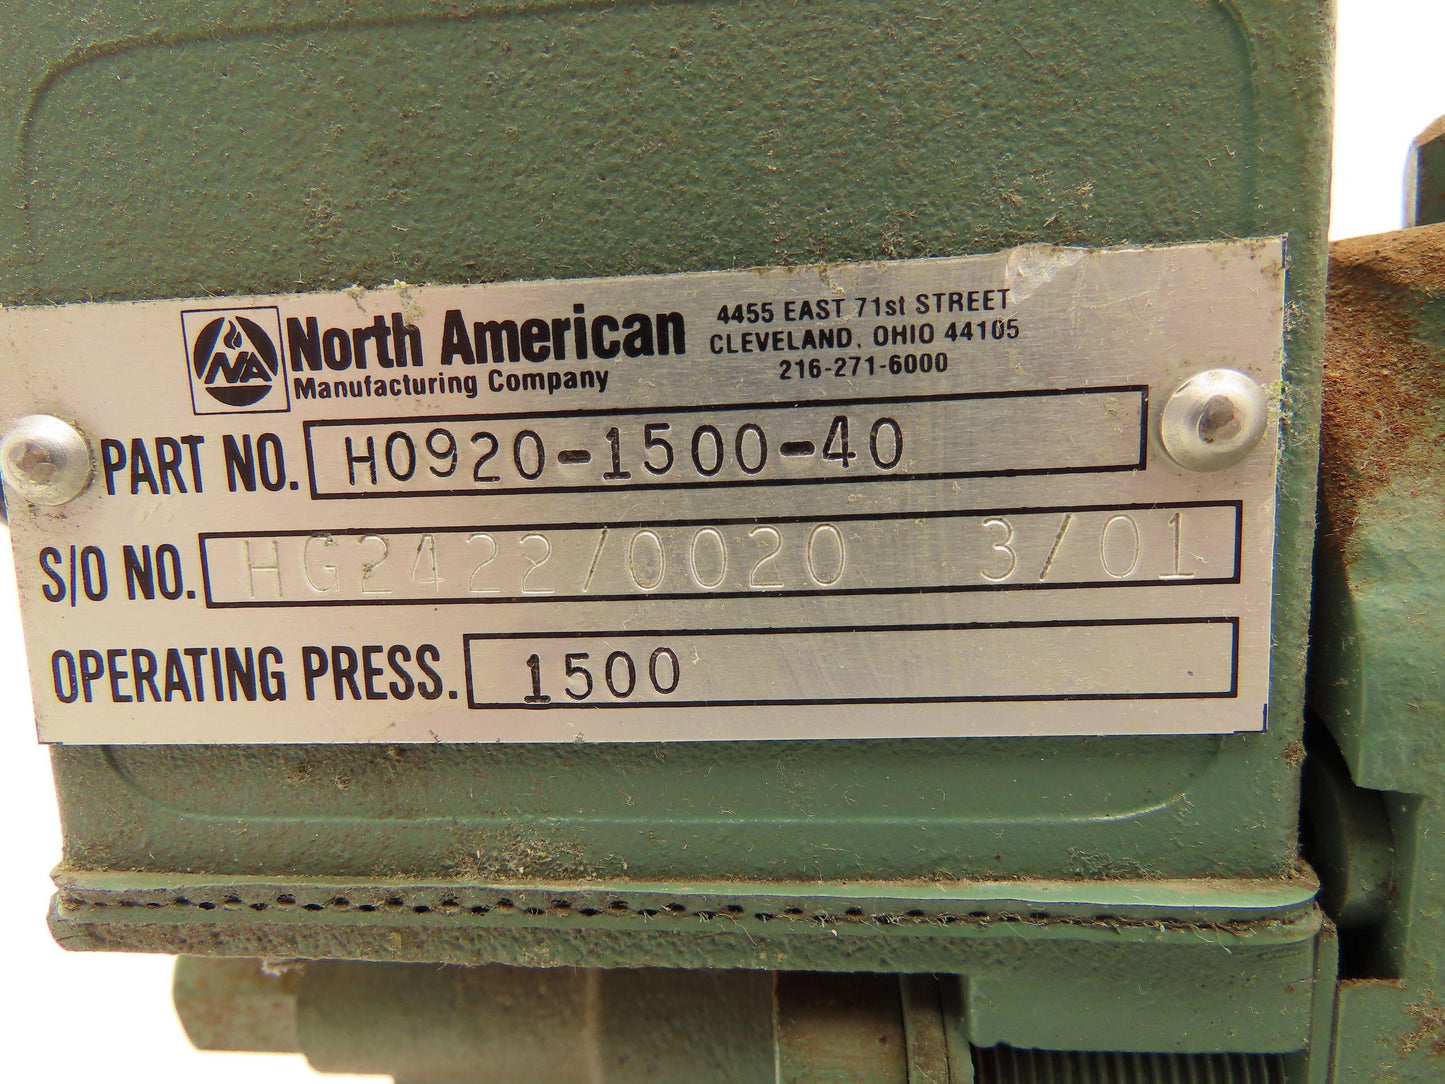 NA
North American
Manufacturing Company
4455 EAST 71st STREET
CLEVELAND, OHIO 44105
216-271-6000
PART NO. H0920-1500-40
S/O NO. HG2422/0020 3/01
OPERATING PRESS. 1500